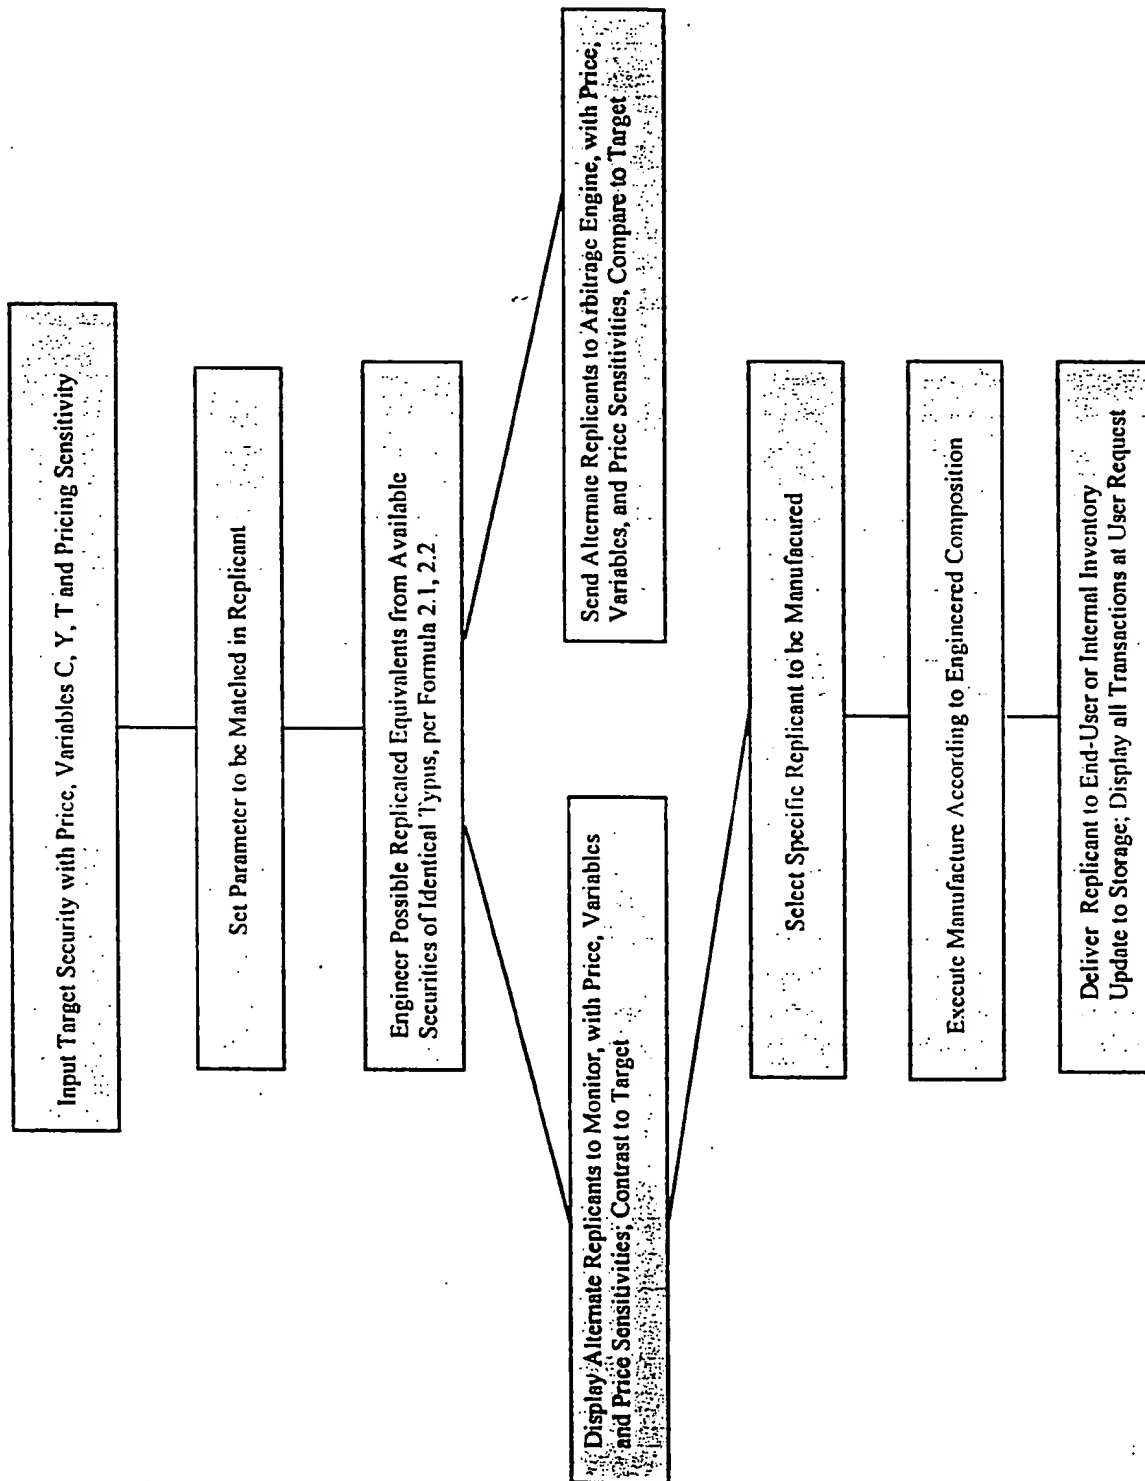 Input Target Security with Price, Variables C, Y, T and Pricing Sensitivity
Set Parameter to be Matched in Replicant
Engineer Possible Replicated Equivalents from Available
Securities of Identical Typus, per Formula 2.1, 2.2
Display Alternate Replicants to Monitor, with Price, Variables
and Price Sensitivities; Contrast to Target
Send Alternate Replicants to Arbitrage Engine, with Price,
Variables, and Price Sensitivities, Compare to Target
Select Specific Replicant to be Manufactured
Execute Manufacture According to Engineered Composition
Deliver Replicant to End-User or Internal Inventory
Update to Storage; Display all Transactions at User Request